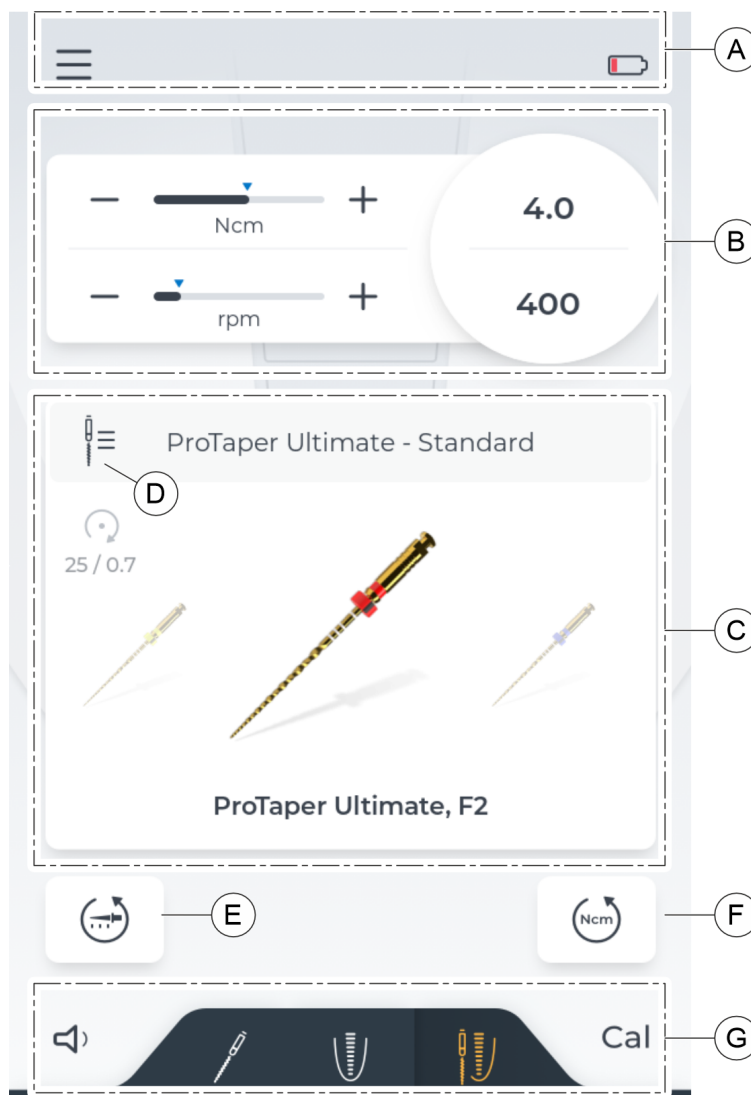 A
4.0
Ncm
B
400
rpm
ProTaper Ultimate - Standard
D
25 / 0.7
C
ProTaper Ultimate, F2
E
Ncm
F
Cal
G